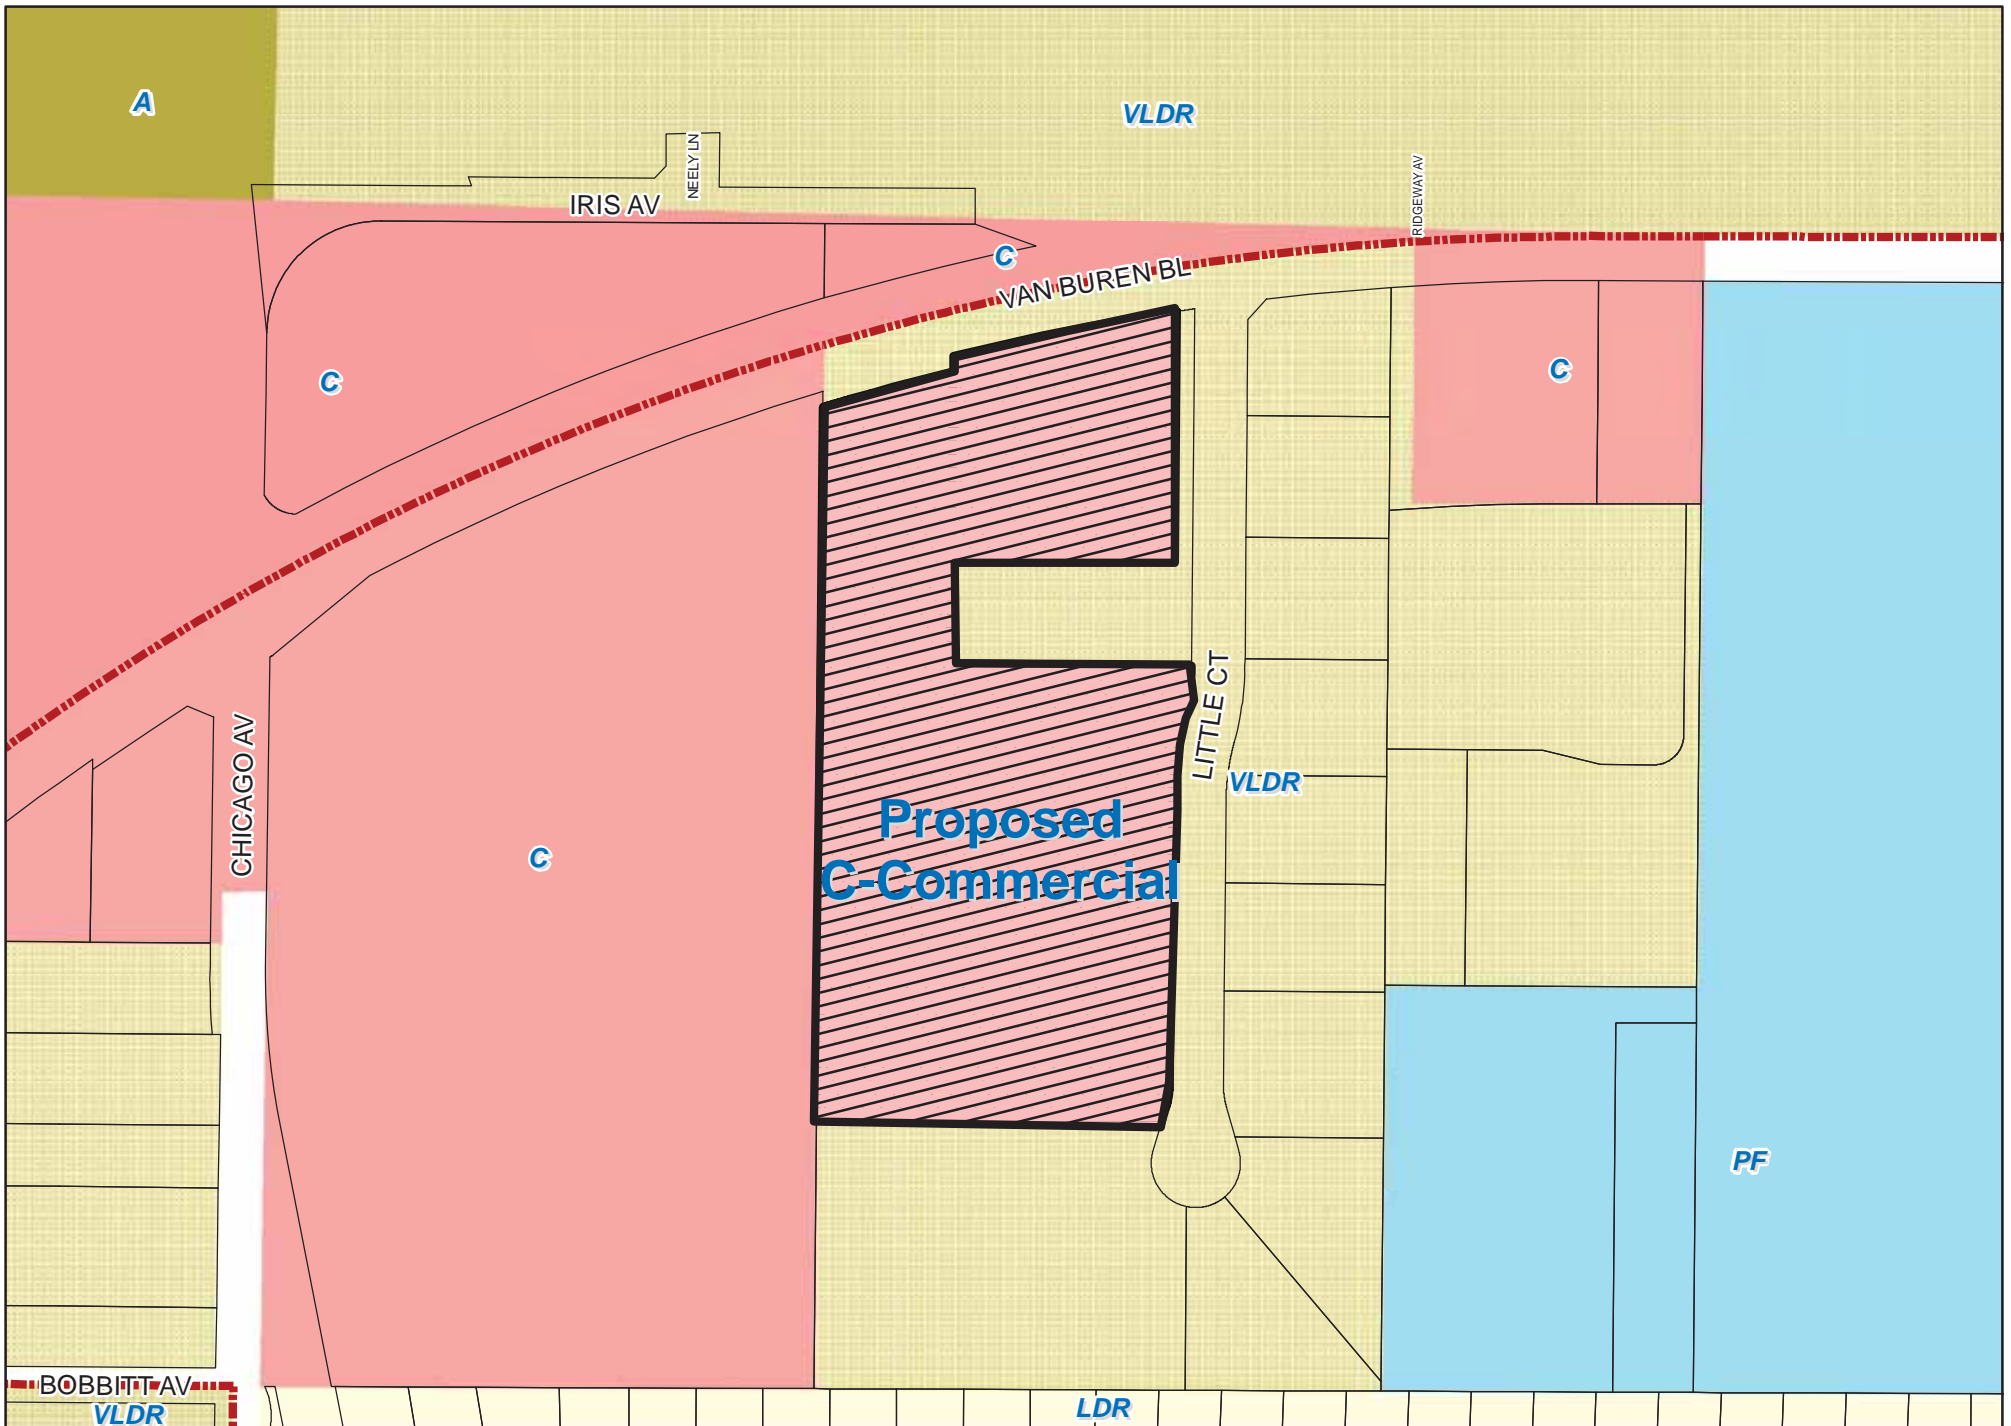 A
VLDR
NEELY LN
RIDGEWAY AV
IRIS AV
C
VAN BUREN BL
C
C
LITTLE CT
CHICAGO AV
VLDR
Proposed
C-Commercial
C
PF
BOBBITT AV
VLDR
LDR